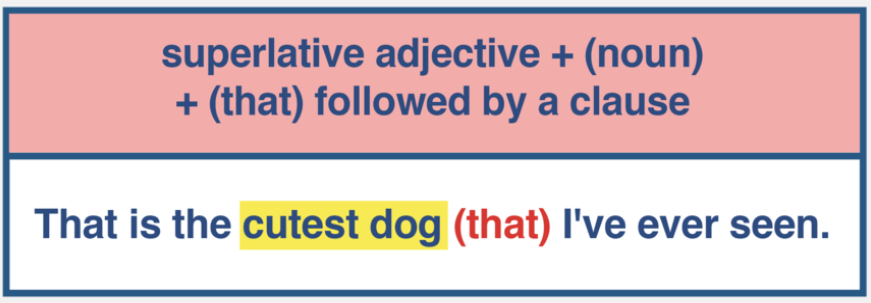 superlative adjective + (noun)
+ (that) followed by a clause
That is the cutest dog (that) I've ever seen.